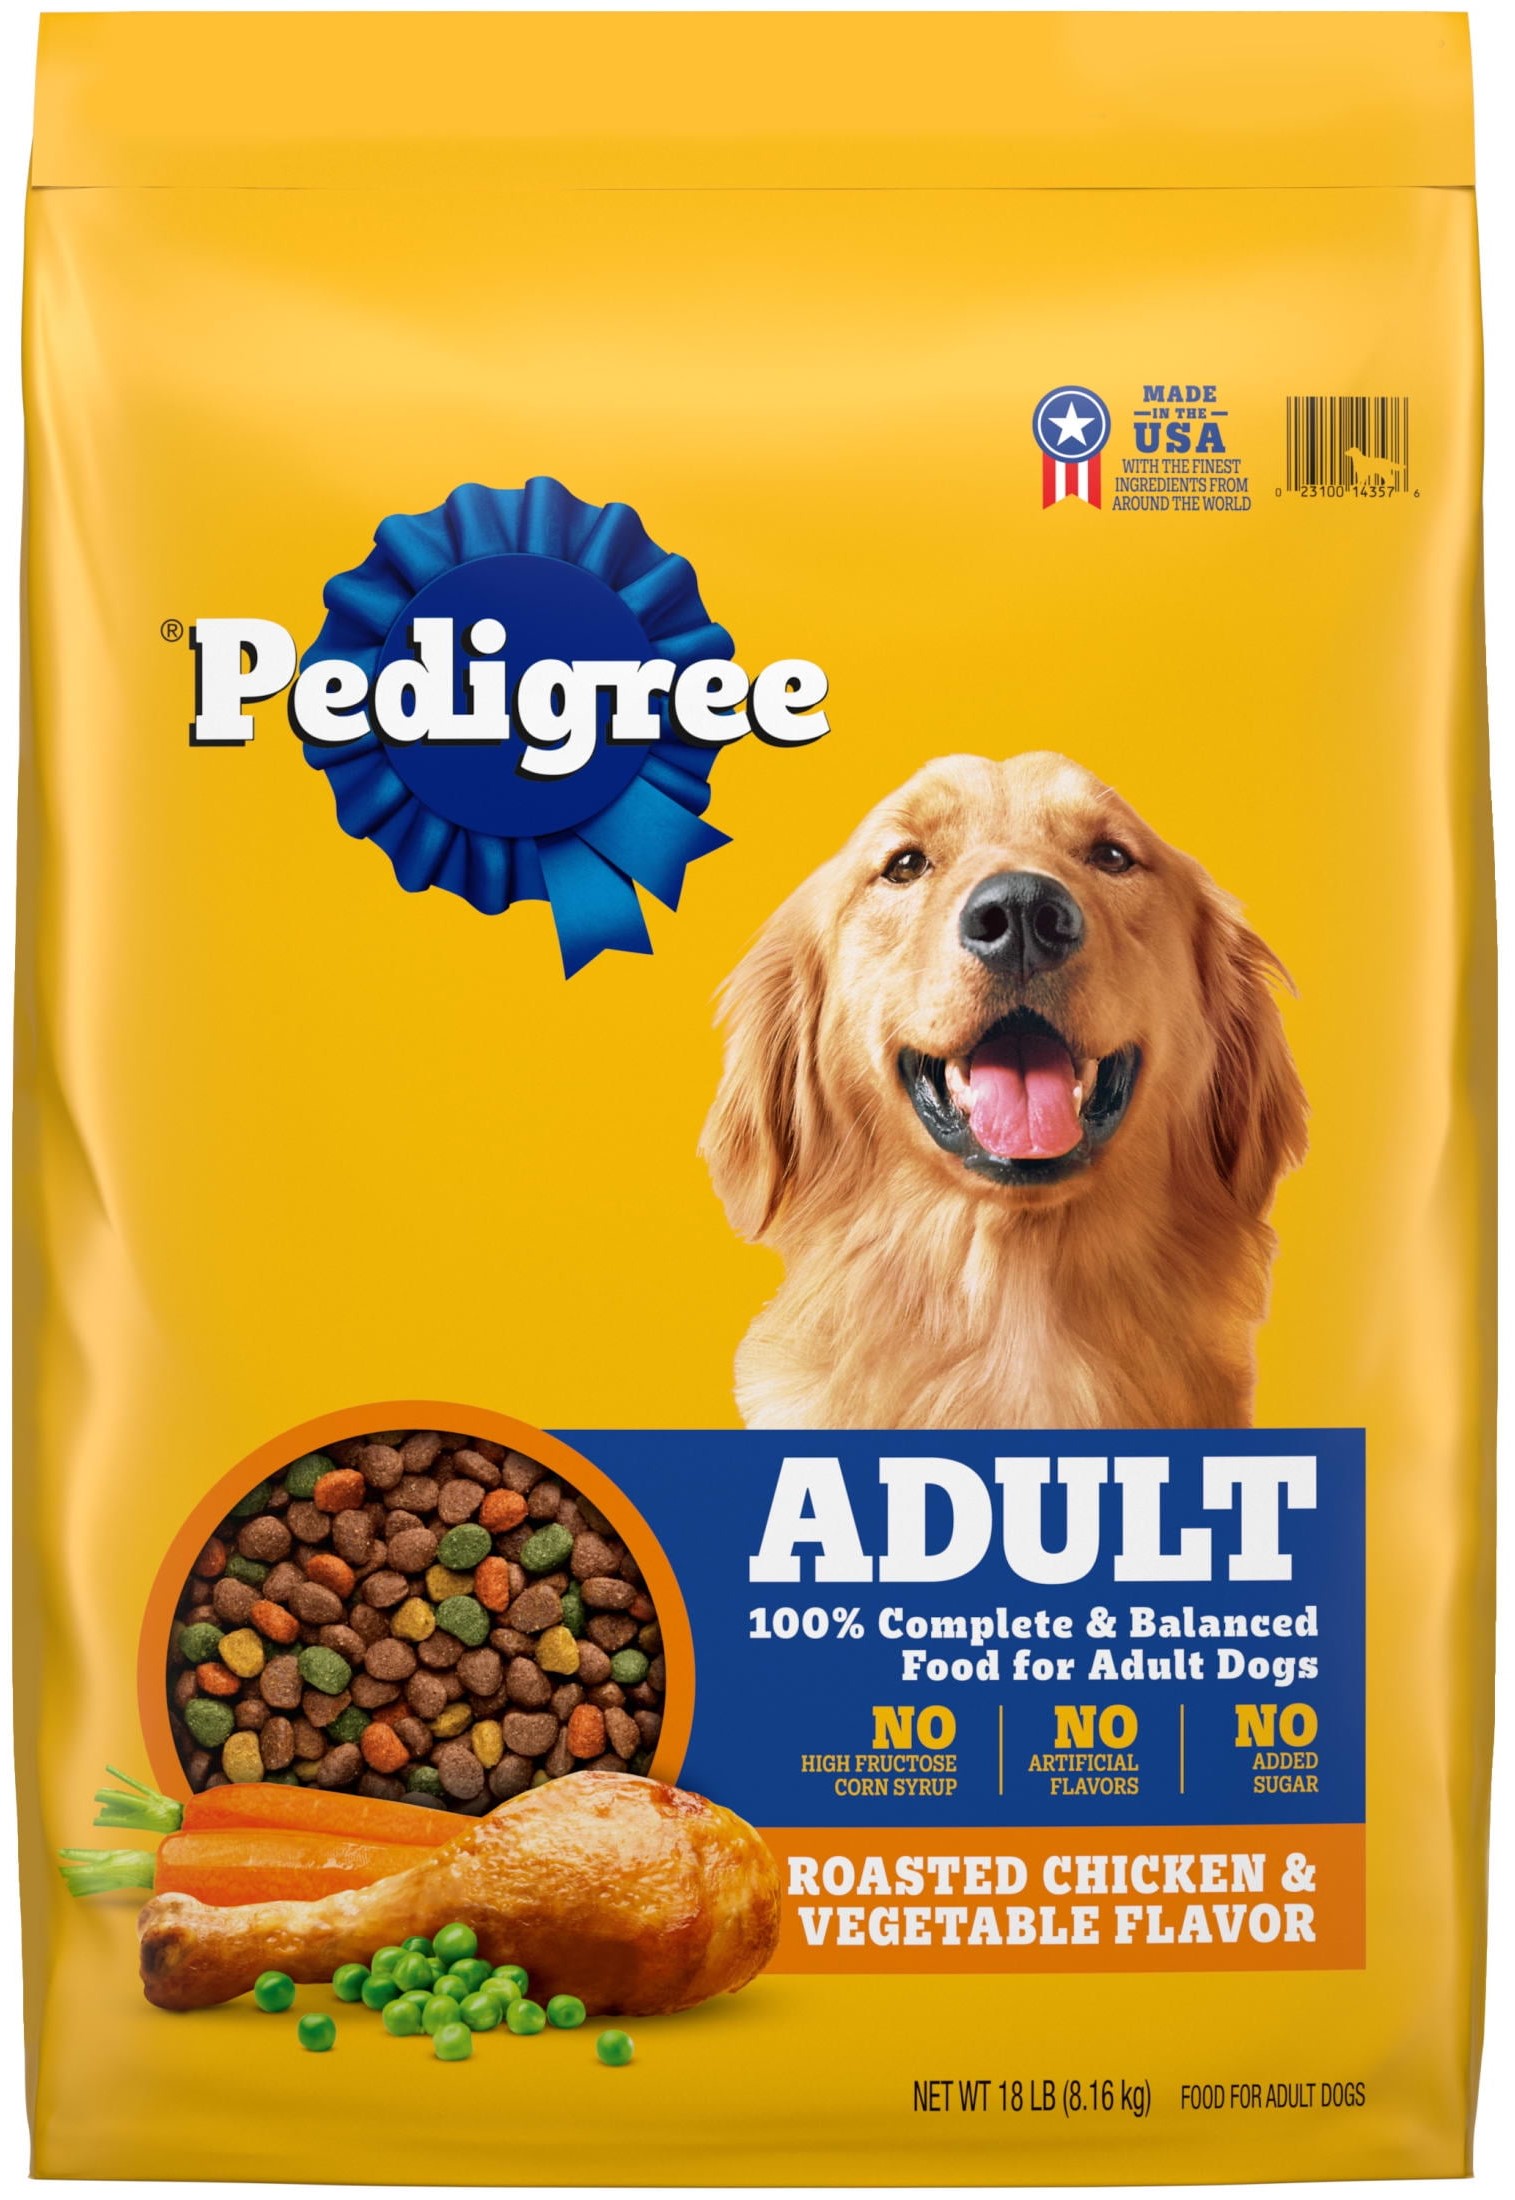 MADE
IN THE
USA
WITH THE FINEST
INGREDIENTS FROM
AROUND THE WORLD
0 23100 14357 6
® Pedigree
ADULT
100% Complete & Balanced
Food for Adult Dogs
NO
HIGH FRUCTOSE
CORN SYRUP
NO
ARTIFICIAL
FLAVORS
NO
ADDED
SUGAR
ROASTED CHICKEN &
VEGETABLE FLAVOR
NET WT 18 LB (8.16 kg) FOOD FOR ADULT DOGS